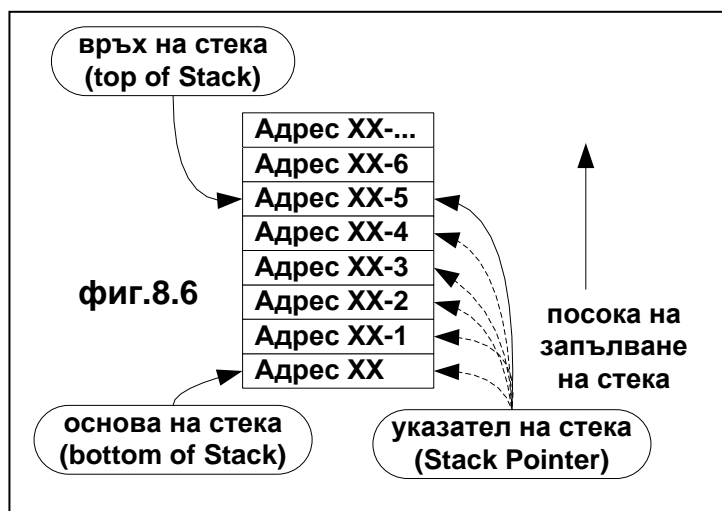 връх на стека
(top of Stack)
Адрес XX-...
Адрес XX-6
Адрес XX-5
Адрес XX-4
Адрес XX-3
Адрес XX-2
Адрес XX-1
Адрес XX
фиг.8.6
посока на
запълване
на стека
основа на стека
(bottom of Stack)
указател на стека
(Stack Pointer)